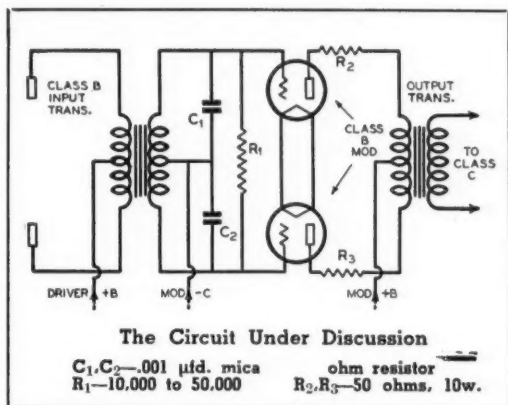 CLASS B
INPUT
TRANS.
C₁
C₂
R₁
R₂
CLASS
B
MOD
R₃
OUTPUT
TRANS.
TO
CLASS
C
DRIVER +B
MOD -C
MOD +B
The Circuit Under Discussion
C₁,C₂—.001 µfd. mica
R₁—10,000 to 50,000
ohm resistor
R₂,R₃—50 ohms, 10w.